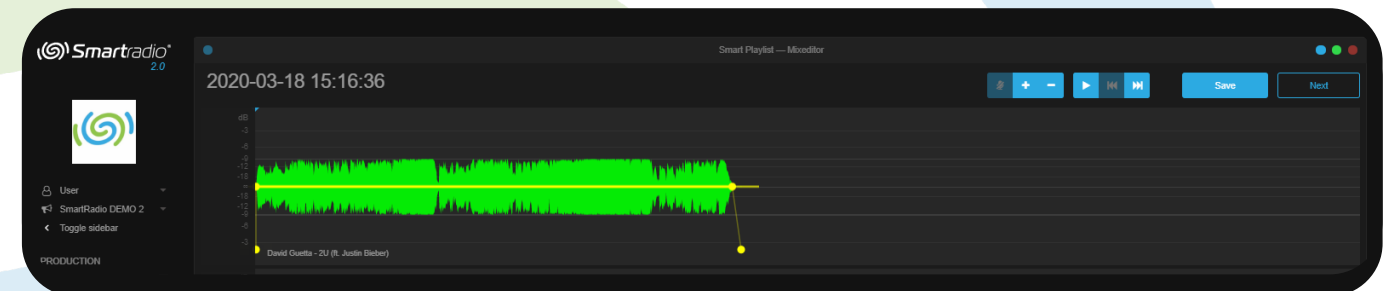 Smartradio®
2.0
Smart Playlist — Mixeditor
2020-03-18 15:16:36
Save
Next
dB
-3
-6
-9
-12
-18
-∞
-18
-12
-9
-6
-3
David Guetta - 2U (ft. Justin Bieber)
User
SmartRadio DEMO 2
Toggle sidebar
PRODUCTION